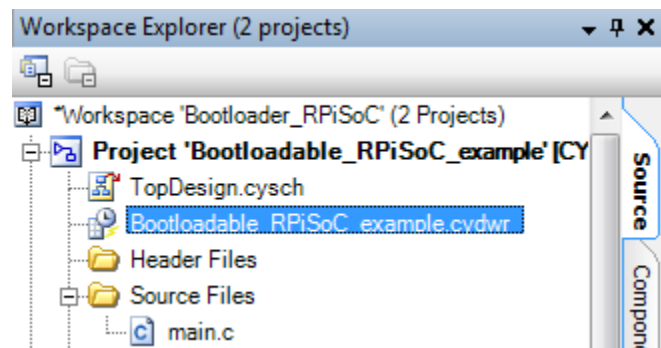 Workspace Explorer (2 projects)
*Workspace 'Bootloader_RPiSoC' (2 Projects)
Project 'Bootloadable_RPiSoC_example' [CY
TopDesign.cysch
Bootloadable_RPiSoC_example.cydwr
Header Files
Source Files
main.c
Source
Compone